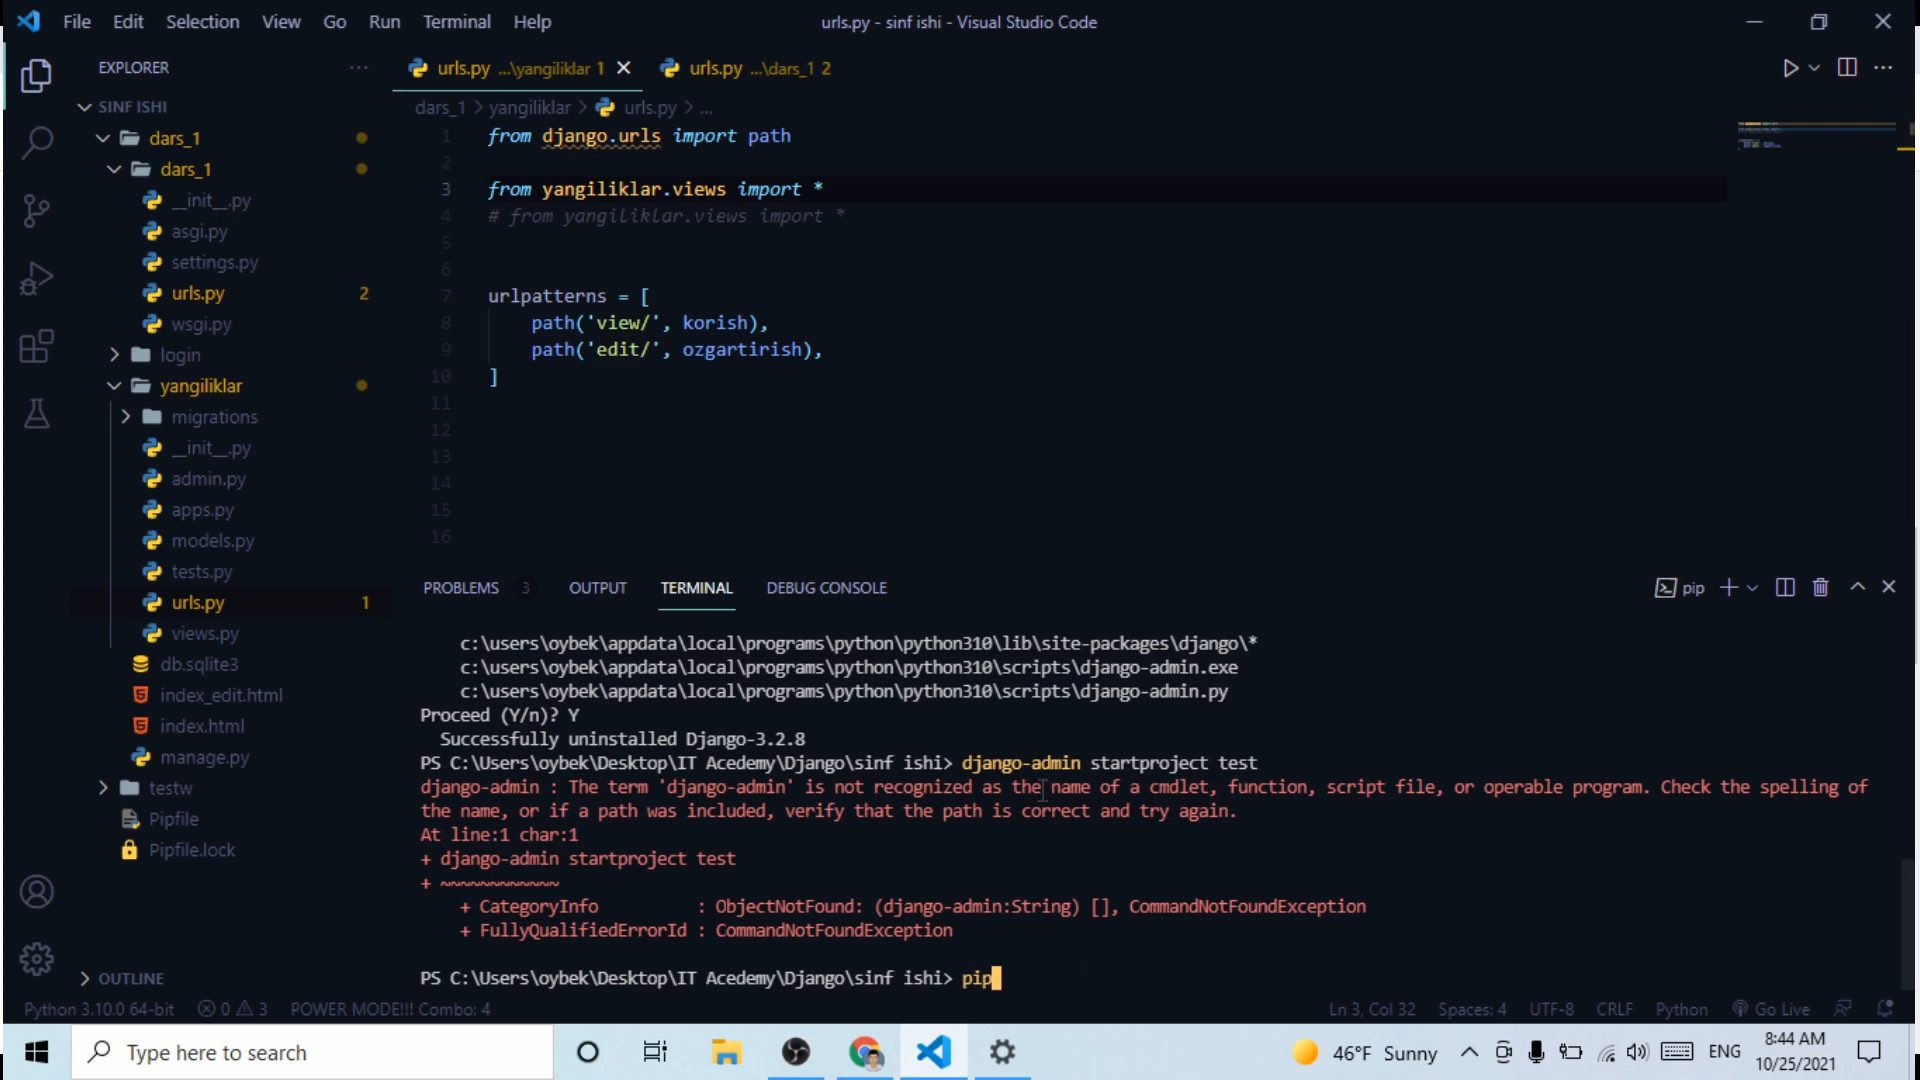 File Edit Selection View Go Run Terminal Help
urls.py - sinf ishi - Visual Studio Code
EXPLORER
SINF ISHI
dars_1
dars_1
__init__.py
asgi.py
settings.py
urls.py 2
wsgi.py
login
yangiliklar
migrations
__init__.py
admin.py
apps.py
models.py
tests.py
urls.py 1
views.py
db.sqlite3
index_edit.html
index.html
manage.py
testw
Pipfile
Pipfile.lock
OUTLINE
urls.py ...\yangiliklar 1
urls.py ...\dars_1 2
dars_1 > yangiliklar > urls.py > ...
1 from django.urls import path
2
3 from yangiliklar.views import *
4 # from yangiliklar.views import *
5
6
7 urlpatterns = [
8 path('view/', korish),
9 path('edit/', ozgartirish),
10 ]
11
12
13
14
15
16
PROBLEMS 3 OUTPUT TERMINAL DEBUG CONSOLE
pip
c:\users\oybek\appdata\local\programs\python\python310\lib\site-packages\django\*
c:\users\oybek\appdata\local\programs\python\python310\scripts\django-admin.exe
c:\users\oybek\appdata\local\programs\python\python310\scripts\django-admin.py
Proceed (Y/n)? Y
Successfully uninstalled Django-3.2.8
PS C:\Users\oybek\Desktop\IT Acedemy\Django\sinf ishi> django-admin startproject test
django-admin : The term 'django-admin' is not recognized as the name of a cmdlet, function, script file, or operable program. Check the spelling of
the name, or if a path was included, verify that the path is correct and try again.
At line:1 char:1
+ django-admin startproject test
+ ~~~~~~~~~~~~
+ CategoryInfo : ObjectNotFound: (django-admin:String) [], CommandNotFoundException
+ FullyQualifiedErrorId : CommandNotFoundException
PS C:\Users\oybek\Desktop\IT Acedemy\Django\sinf ishi> pip
Python 3.10.0 64-bit 0 3 POWER MODE!!! Combo: 4
Ln 3, Col 32 Spaces: 4 UTF-8 CRLF Python Go Live
Type here to search
46°F Sunny
ENG
8:44 AM
10/25/2021